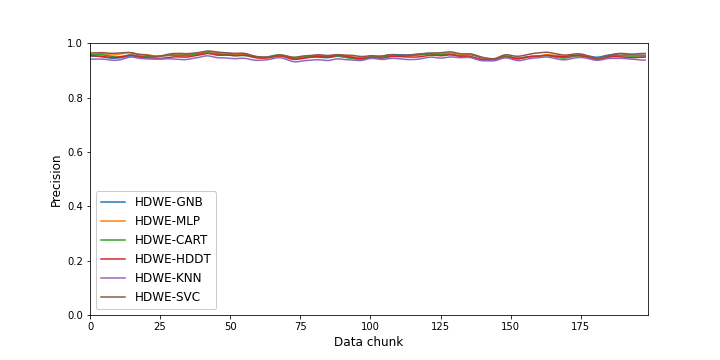 1.0
0.8
0.6
0.4
0.2
0.0
Precision
HDWE-GNB
HDWE-MLP
HDWE-CART
HDWE-HDDT
HDWE-KNN
HDWE-SVC
0 25 50 75 100 125 150 175
Data chunk